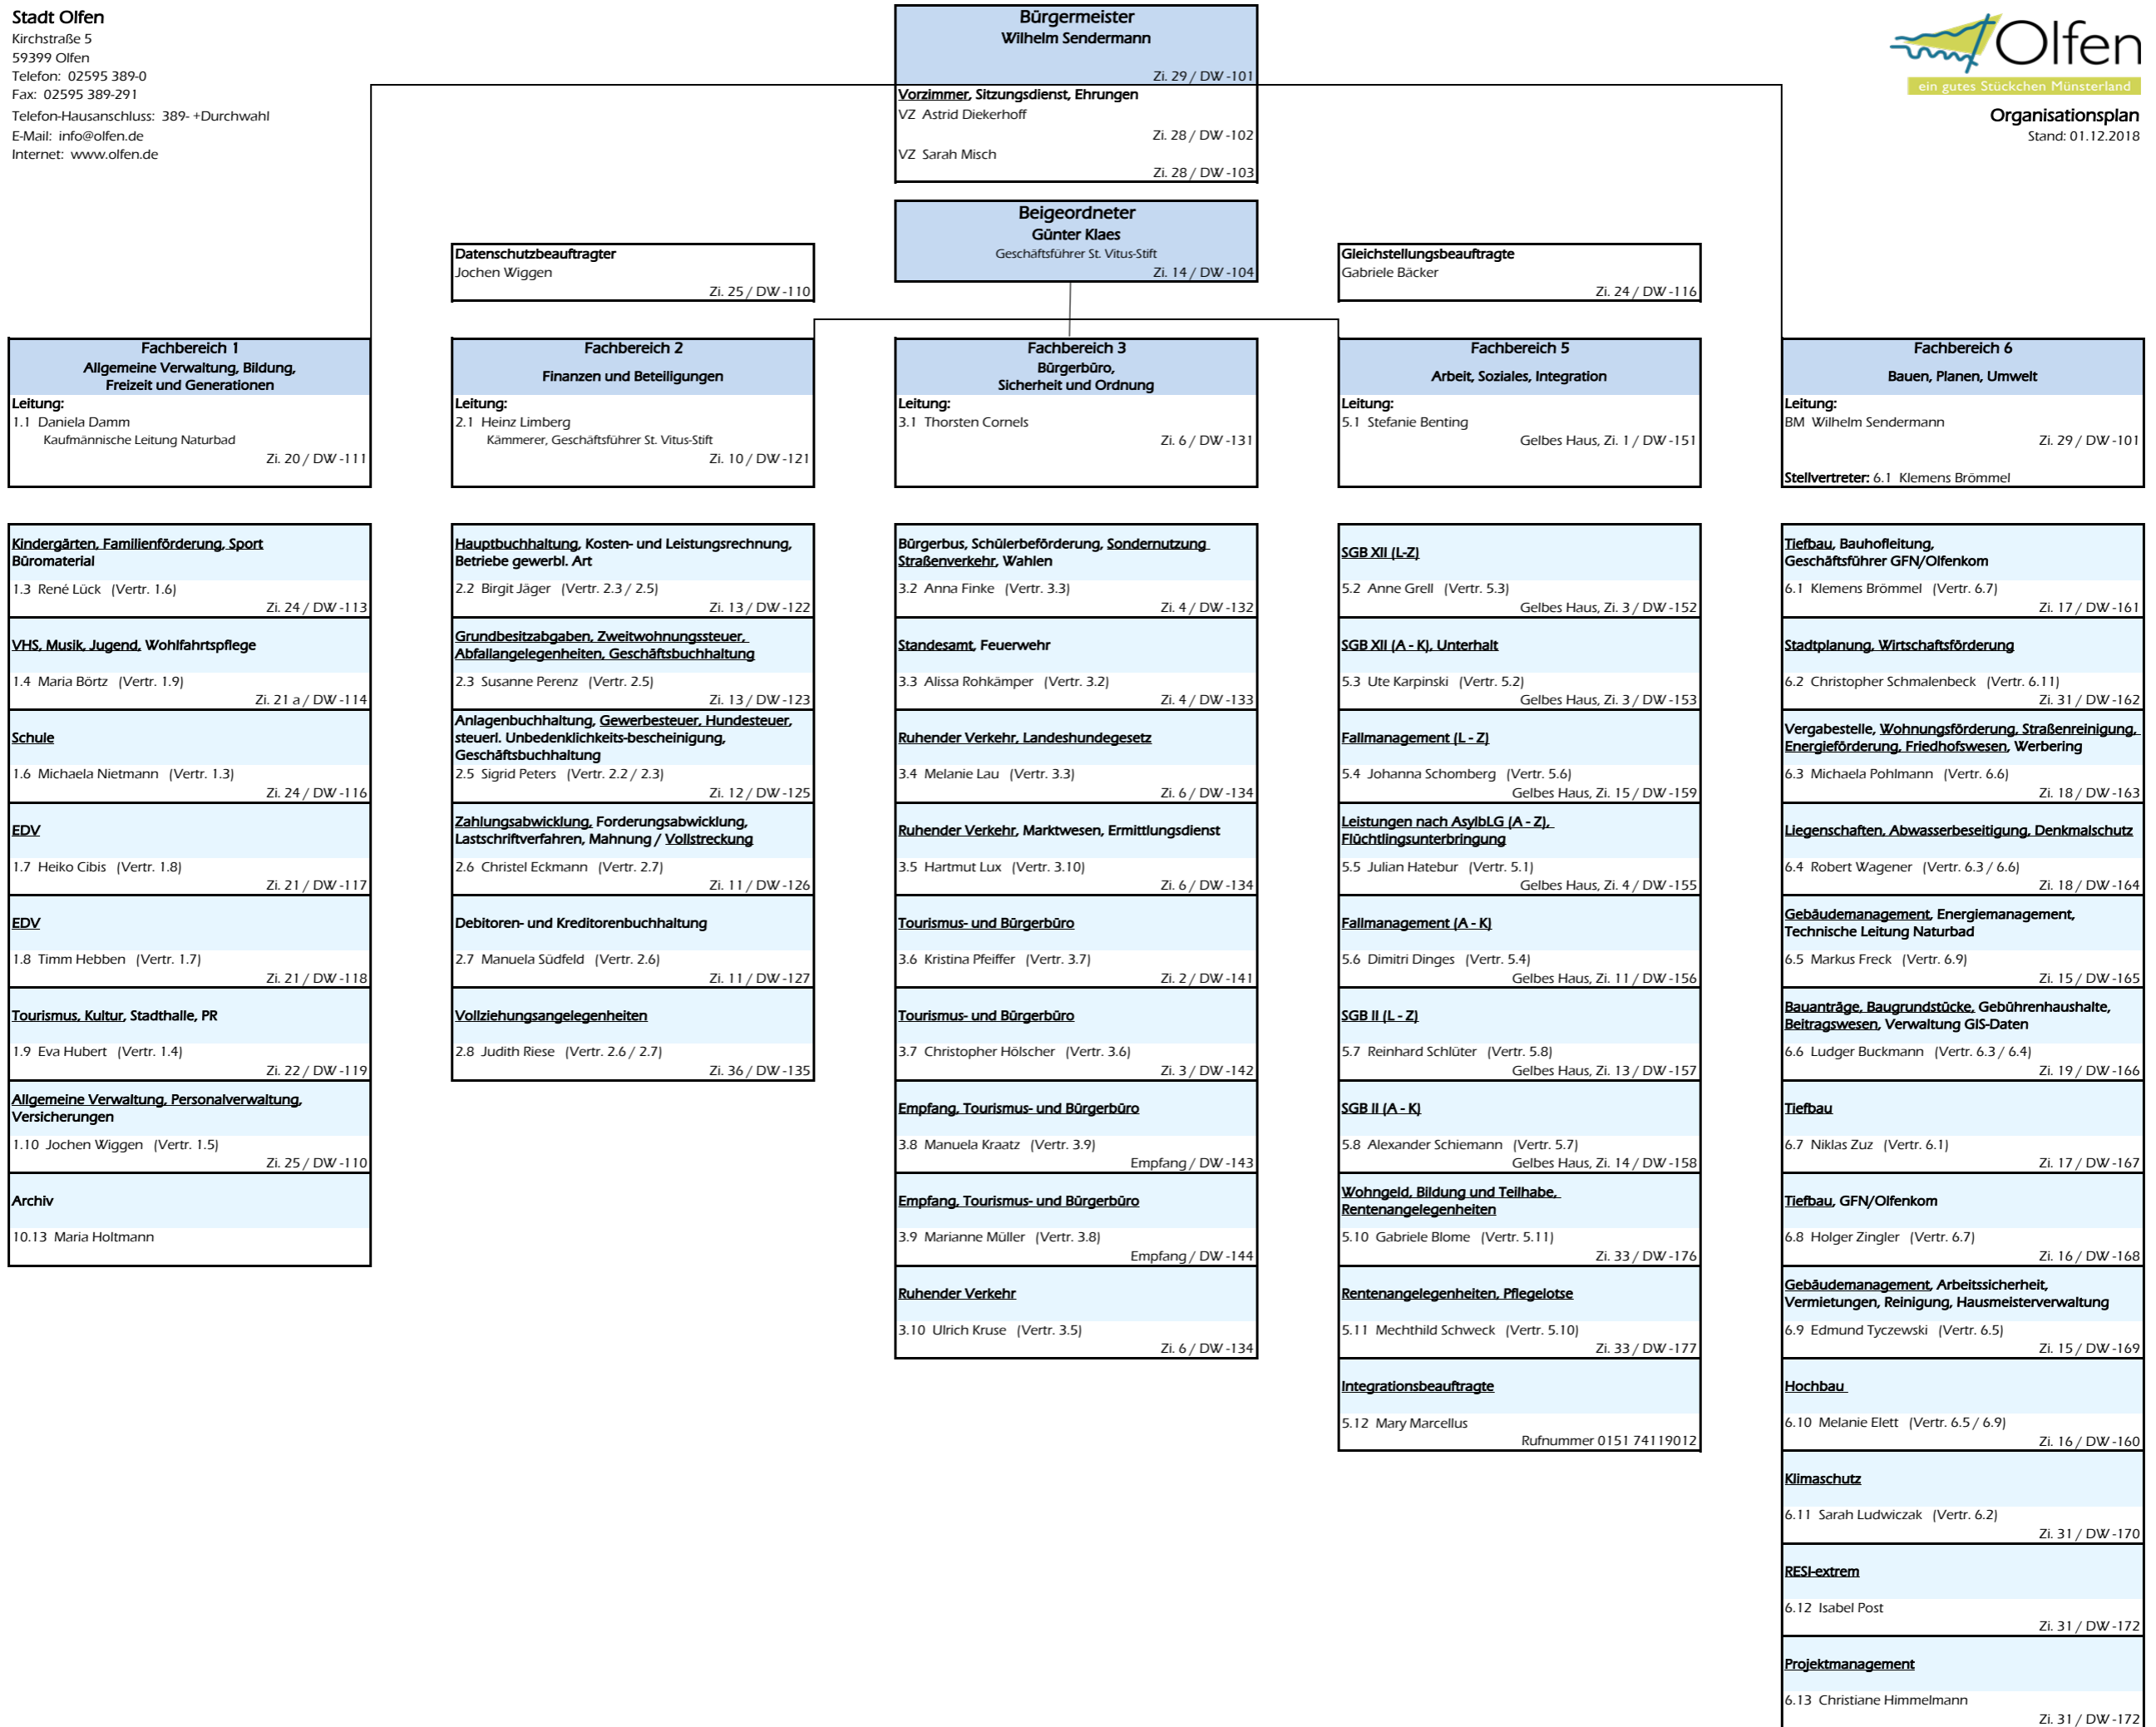 Stadt Olfen
Kirchstraße 5
59399 Olfen
Telefon: 02595 389-0
Fax: 02595 389-291
Telefon-Hausanschluss: 389- +Durchwahl
E-Mail: info@olfen.de
Internet: www.olfen.de
Bürgermeister
Wilhelm Sendermann
Zi. 29 / DW -101
Vorzimmer, Sitzungsdienst, Ehrungen
VZ Astrid Diekerhoff
Zi. 28 / DW -102
VZ Sarah Misch
Zi. 28 / DW -103
Olfen
ein gutes Stückchen Münsterland
Organisationsplan
Stand: 01.12.2018
Beigeordneter
Günter Klaes
Geschäftsführer St. Vitus-Stift
Zi. 14 / DW -104
Datenschutzbeauftragter
Jochen Wiggen
Zi. 25 / DW -110
Gleichstellungsbeauftragte
Gabriele Bäcker
Zi. 24 / DW -116
Fachbereich 1
Allgemeine Verwaltung, Bildung,
Freizeit und Generationen
Leitung:
1.1 Daniela Damm
Kaufmännische Leitung Naturbad
Zi. 20 / DW -111
Kindergärten, Familienförderung, Sport
Büromaterial
1.3 René Lück (Vertr. 1.6)
Zi. 24 / DW -113
VHS, Musik, Jugend, Wohlfahrtspflege
1.4 Maria Börtz (Vertr. 1.9)
Zi. 21 a / DW -114
Schule
1.6 Michaela Nietmann (Vertr. 1.3)
Zi. 24 / DW -116
EDV
1.7 Heiko Cibis (Vertr. 1.8)
Zi. 21 / DW -117
EDV
1.8 Timm Hebben (Vertr. 1.7)
Zi. 21 / DW -118
Tourismus, Kultur, Stadthalle, PR
1.9 Eva Hubert (Vertr. 1.4)
Zi. 22 / DW -119
Allgemeine Verwaltung, Personalverwaltung,
Versicherungen
1.10 Jochen Wiggen (Vertr. 1.5)
Zi. 25 / DW -110
Archiv
10.13 Maria Holtmann
Fachbereich 2
Finanzen und Beteiligungen
Leitung:
2.1 Heinz Limberg
Kämmerer, Geschäftsführer St. Vitus-Stift
Zi. 10 / DW -121
Hauptbuchhaltung, Kosten- und Leistungsrechnung,
Betriebe gewerbl. Art
2.2 Birgit Jäger (Vertr. 2.3 / 2.5)
Zi. 13 / DW -122
Grundbesitzabgaben, Zweitwohnungssteuer,
Abfallangelegenheiten, Geschäftsbuchhaltung
2.3 Susanne Perenz (Vertr. 2.5)
Zi. 13 / DW -123
Anlagenbuchhaltung, Gewerbesteuer, Hundesteuer,
steuerl. Unbedenklichkeits-bescheinigung,
Geschäftsbuchhaltung
2.5 Sigrid Peters (Vertr. 2.2 / 2.3)
Zi. 12 / DW -125
Zahlungsabwicklung, Forderungsabwicklung,
Lastschriftverfahren, Mahnung / Vollstreckung
2.6 Christel Eckmann (Vertr. 2.7)
Zi. 11 / DW -126
Debitoren- und Kreditorenbuchhaltung
2.7 Manuela Südfeld (Vertr. 2.6)
Zi. 11 / DW -127
Vollziehungsangelegenheiten
2.8 Judith Riese (Vertr. 2.6 / 2.7)
Zi. 36 / DW -135
Fachbereich 3
Bürgerbüro,
Sicherheit und Ordnung
Leitung:
3.1 Thorsten Cornels
Zi. 6 / DW -131
Bürgerbus, Schülerbeförderung, Sondernutzung
Straßenverkehr, Wahlen
3.2 Anna Finke (Vertr. 3.3)
Zi. 4 / DW -132
Standesamt, Feuerwehr
3.3 Alissa Rohkämper (Vertr. 3.2)
Zi. 4 / DW -133
Ruhender Verkehr, Landeshundegesetz
3.4 Melanie Lau (Vertr. 3.3)
Zi. 6 / DW -134
Ruhender Verkehr, Marktwesen, Ermittlungsdienst
3.5 Hartmut Lux (Vertr. 3.10)
Zi. 6 / DW -134
Tourismus- und Bürgerbüro
3.6 Kristina Pfeiffer (Vertr. 3.7)
Zi. 2 / DW -141
Tourismus- und Bürgerbüro
3.7 Christopher Hölscher (Vertr. 3.6)
Zi. 3 / DW -142
Empfang, Tourismus- und Bürgerbüro
3.8 Manuela Kraatz (Vertr. 3.9)
Empfang / DW -143
Empfang, Tourismus- und Bürgerbüro
3.9 Marianne Müller (Vertr. 3.8)
Empfang / DW -144
Ruhender Verkehr
3.10 Ulrich Kruse (Vertr. 3.5)
Zi. 6 / DW -134
Fachbereich 5
Arbeit, Soziales, Integration
Leitung:
5.1 Stefanie Benting
Gelbes Haus, Zi. 1 / DW -151
SGB XII (L-Z)
5.2 Anne Grell (Vertr. 5.3)
Gelbes Haus, Zi. 3 / DW -152
SGB XII (A - K), Unterhalt
5.3 Ute Karpinski (Vertr. 5.2)
Gelbes Haus, Zi. 3 / DW -153
Fallmanagement (L - Z)
5.4 Johanna Schomberg (Vertr. 5.6)
Gelbes Haus, Zi. 15 / DW -159
Leistungen nach AsylbLG (A - Z),
Flüchtlingsunterbringung
5.5 Julian Hatebur (Vertr. 5.1)
Gelbes Haus, Zi. 4 / DW -155
Fallmanagement (A - K)
5.6 Dimitri Dinges (Vertr. 5.4)
Gelbes Haus, Zi. 11 / DW -156
SGB II (L - Z)
5.7 Reinhard Schlüter (Vertr. 5.8)
Gelbes Haus, Zi. 13 / DW -157
SGB II (A - K)
5.8 Alexander Schiemann (Vertr. 5.7)
Gelbes Haus, Zi. 14 / DW -158
Wohngeld, Bildung und Teilhabe,
Rentenangelegenheiten
5.10 Gabriele Blome (Vertr. 5.11)
Zi. 33 / DW -176
Rentenangelegenheiten, Pflegelotse
5.11 Mechthild Schweck (Vertr. 5.10)
Zi. 33 / DW -177
Integrationsbeauftragte
5.12 Mary Marcellus
Rufnummer 0151 74119012
Fachbereich 6
Bauen, Planen, Umwelt
Leitung:
BM Wilhelm Sendermann
Zi. 29 / DW -101
Stellvertreter: 6.1 Klemens Brömmel
Tiefbau, Bauhofleitung,
Geschäftsführer GFN/Olfenkom
6.1 Klemens Brömmel (Vertr. 6.7)
Zi. 17 / DW -161
Stadtplanung, Wirtschaftsförderung
6.2 Christopher Schmalenbeck (Vertr. 6.11)
Zi. 31 / DW -162
Vergabestelle, Wohnungsförderung, Straßenreinigung,
Energieförderung, Friedhofswesen, Werbering
6.3 Michaela Pohlmann (Vertr. 6.6)
Zi. 18 / DW -163
Liegenschaften, Abwasserbeseitigung, Denkmalschutz
6.4 Robert Wagener (Vertr. 6.3 / 6.6)
Zi. 18 / DW -164
Gebäudemanagement, Energiemanagement,
Technische Leitung Naturbad
6.5 Markus Freck (Vertr. 6.9)
Zi. 15 / DW -165
Bauanträge, Baugrundstücke, Gebührenhaushalte,
Beitragswesen, Verwaltung GIS-Daten
6.6 Ludger Buckmann (Vertr. 6.3 / 6.4)
Zi. 19 / DW -166
Tiefbau
6.7 Niklas Zuz (Vertr. 6.1)
Zi. 17 / DW -167
Tiefbau, GFN/Olfenkom
6.8 Holger Zingler (Vertr. 6.7)
Zi. 16 / DW -168
Gebäudemanagement, Arbeitssicherheit,
Vermietungen, Reinigung, Hausmeisterverwaltung
6.9 Edmund Tyczewski (Vertr. 6.5)
Zi. 15 / DW -169
Hochbau
6.10 Melanie Elett (Vertr. 6.5 / 6.9)
Zi. 16 / DW -160
Klimaschutz
6.11 Sarah Ludwiczak (Vertr. 6.2)
Zi. 31 / DW -170
RESI-extrem
6.12 Isabel Post
Zi. 31 / DW -172
Projektmanagement
6.13 Christiane Himmelmann
Zi. 31 / DW -172